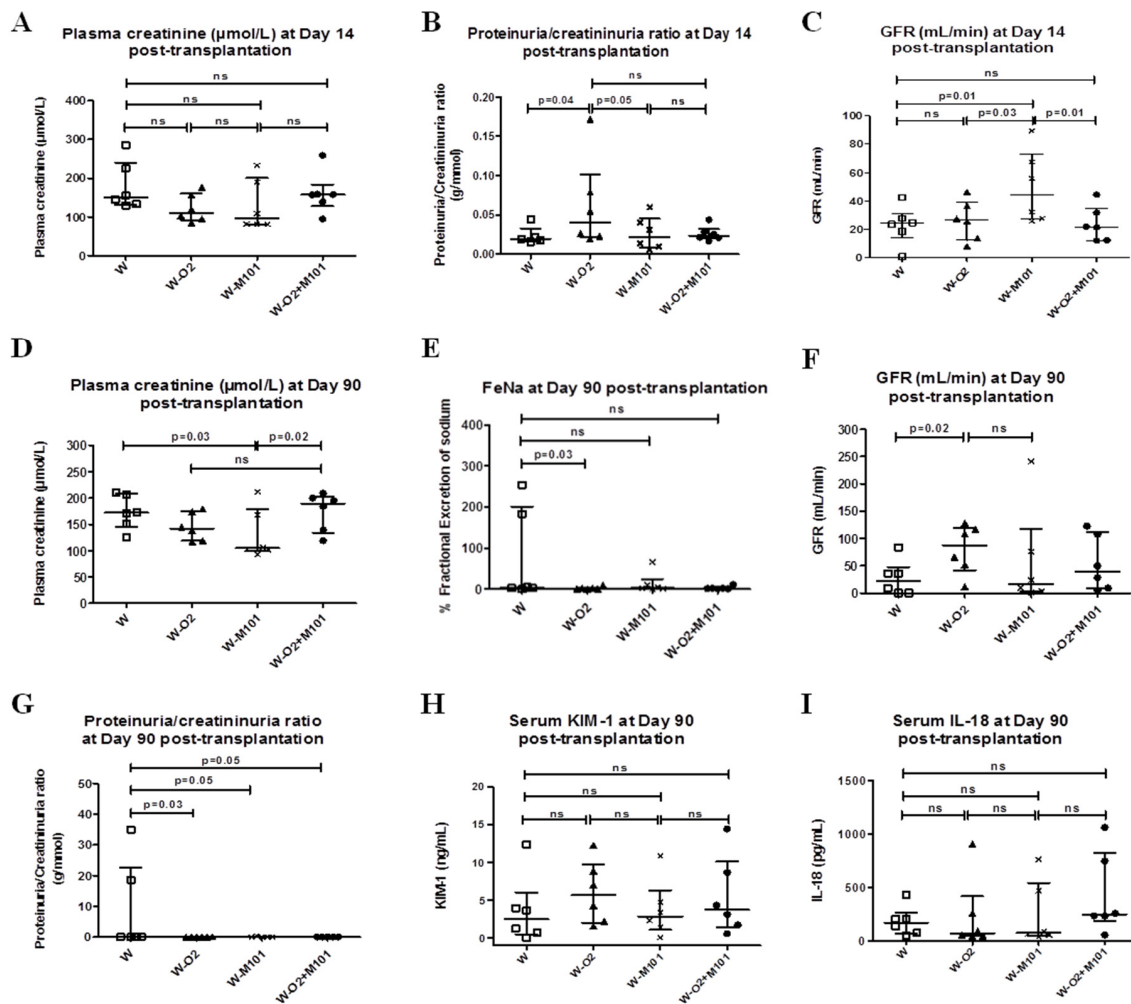 A
Plasma creatinine (µmol/L) at Day 14
post-transplantation
ns
ns
ns
ns
ns
Plasma creatinine (µmol/L)
400
300
200
100
0
W
W-O2
W-M101
W-O2+M101
B
Proteinuria/creatininuria ratio at Day 14
post-transplantation
ns
p=0.04
p=0.05
ns
Proteinuria/Creatininuria ratio
(g/mmol)
0.20
0.15
0.10
0.05
0.00
W
W-O2
W-M101
W-O2+M101
C
GFR (mL/min) at Day 14
post-transplantation
ns
p=0.01
ns
p=0.03
p=0.01
GFR (mL/min)
100
80
60
40
20
0
W
W-O2
W-M101
W-O2+M101
D
Plasma creatinine (µmol/L) at Day 90
post-transplantation
p=0.03
p=0.02
ns
Plasma creatinine (µmol/L)
300
250
200
150
100
50
0
W
W-O2
W-M101
W-O2+M101
E
FeNa at Day 90 post-transplantation
ns
ns
p=0.03
% Fractional Excretion of sodium
400
300
200
100
0
W
W-O2
W-M101
W-O2+M101
F
GFR (mL/min) at Day 90
post-transplantation
p=0.02
ns
GFR (mL/min)
300
250
200
150
100
50
0
W
W-O2
W-M101
W-O2+M101
G
Proteinuria/creatininuria ratio
at Day 90 post-transplantation
p=0.05
p=0.05
p=0.03
Proteinuria/Creatininuria ratio
(g/mmol)
50
40
30
20
10
0
W
W-O2
W-M101
W-O2+M101
H
Serum KIM-1 at Day 90
post-transplantation
ns
ns
ns
ns
ns
KIM-1 (ng/mL)
25
20
15
10
5
0
W
W-O2
W-M101
W-O2+M101
I
Serum IL-18 at Day 90
post-transplantation
ns
ns
ns
ns
ns
IL-18 (pg/mL)
1500
1000
500
0
W
W-O2
W-M101
W-O2+M101